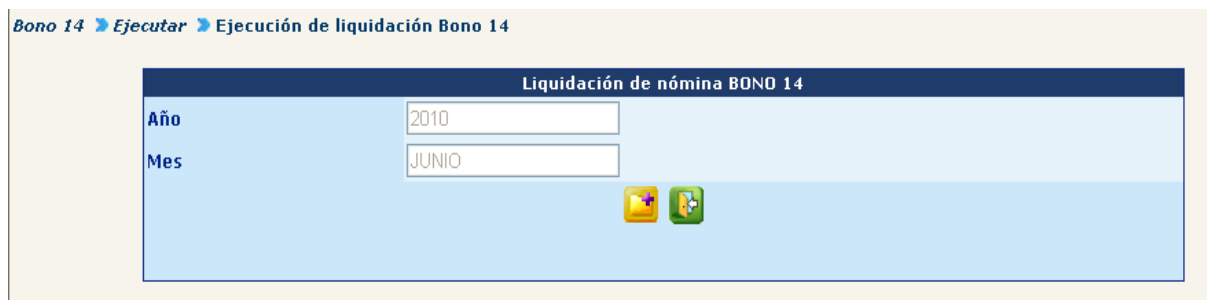 Bono 14 Ejecutar Ejecución de liquidación Bono 14
Liquidación de nómina BONO 14
Año 2010
Mes JUNIO